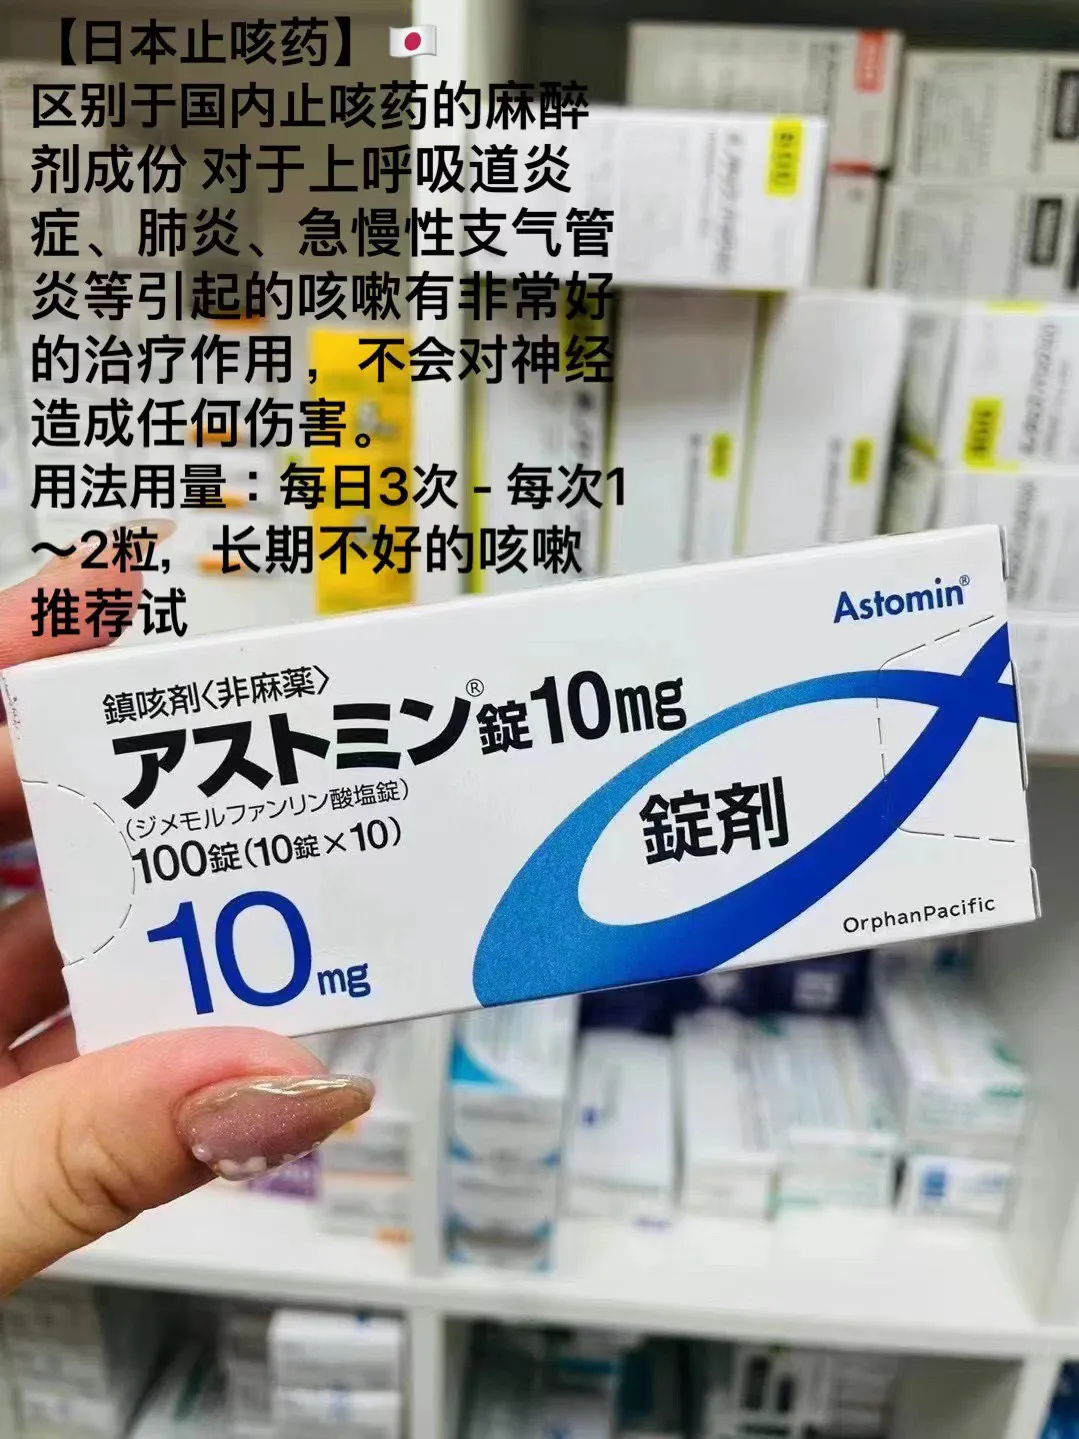 【日本止咳药】🇯🇵
区别于国内止咳药的麻醉
剂成份 对于上呼吸道炎
症、肺炎、急慢性支气管
炎等引起的咳嗽有非常好
的治疗作用，不会对神经
造成任何伤害。
用法用量：每日3次 - 每次1
～2粒，长期不好的咳嗽
推荐试
Astomin®
鎮咳剤〈非麻薬〉
アストミン®錠10mg
(ジメモルファンリン酸塩錠)
100錠(10錠×10)
錠剤
10mg
OrphanPacific